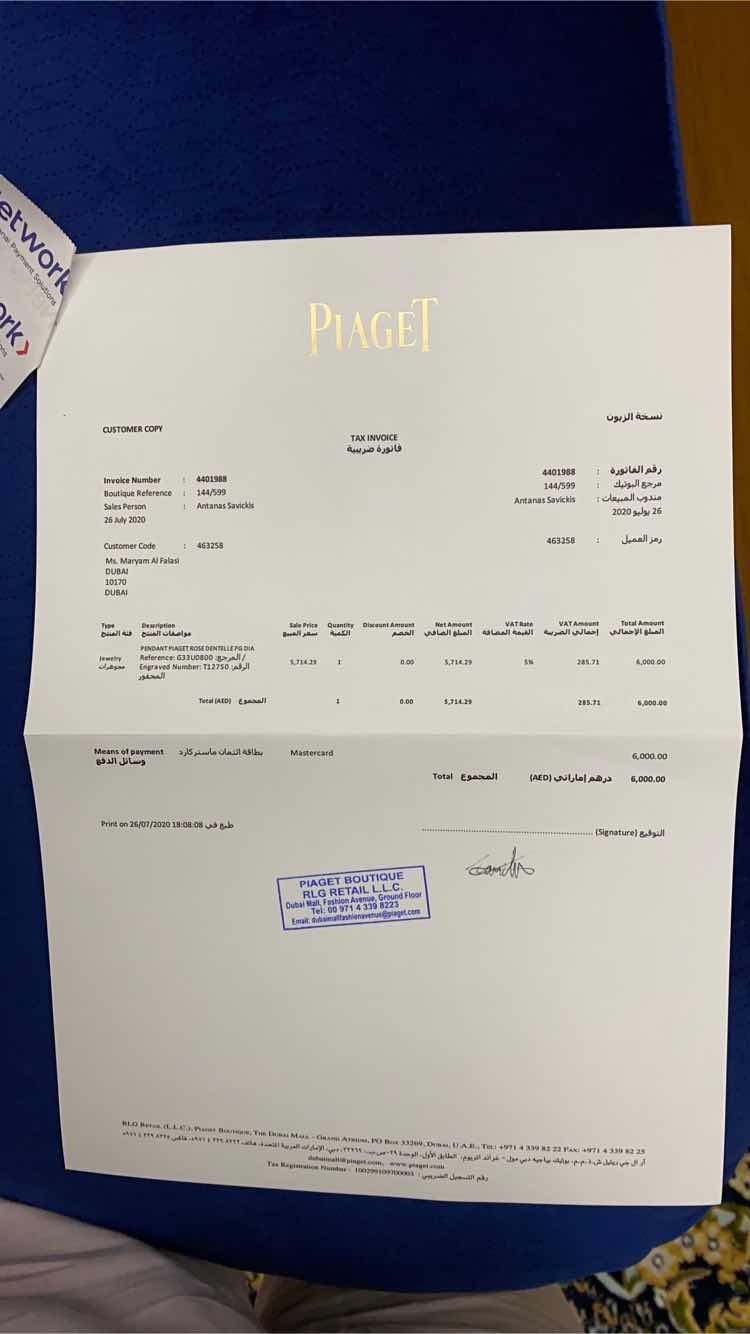 etwork
onal Payment Solutions
ork
PIAGET
CUSTOMER COPY
نسخة الزبون
TAX INVOICE
فاتورة ضريبية
Invoice Number : 4401988
Boutique Reference : 144/599
Sales Person : Antanas Savickis
26 July 2020
رقم الفاتورة : 4401988
مرجع البوتيك : 144/599
مندوب المبيعات : Antanas Savickis
26 يوليو 2020
Customer Code : 463258
رمز العميل : 463258
Ms. Maryam Al Falasi
DUBAI
10170
DUBAI
Type Description Sale Price Quantity Discount Amount Net Amount VAT Rate VAT Amount Total Amount
فئة المنتج مواصفات المنتج سعر المبيع الكمية الخصم المبلغ الصافي القيمة المضافة إجمالي الضريبة المبلغ الإجمالي
PENDANT PIAGET ROSE DENTELLE PG DIA
Jewelry Reference: G33U0800 :المرجع / 5,714.29 1 0.00 5,714.29 5% 285.71 6,000.00
مجوهرات Engraved Number: T12750 :الرقم
المحفور
Total (AED) المجموع 1 0.00 5,714.29 285.71 6,000.00
Means of payment بطاقة ائتمان ماستركارد Mastercard 6,000.00
وسائل الدفع
Total المجموع (AED) درهم إماراتي 6,000.00
Print on 26/07/2020 18:08:08 طبع في
(Signature) التوقيع
PIAGET BOUTIQUE
RLG RETAIL L.L.C.
Dubai Mall, Fashion Avenue, Ground Floor
Tel: 00 971 4 339 8223
Email: dubaimallfashionavenue@piaget.com
RLG RETAIL (L.L.C.), PIAGET BOUTIQUE, THE DUBAI MALL - GRAND ATRIUM, PO BOX 33269, DUBAI, U.A.E., TEL: +971 4 339 82 22 FAX: +971 4 339 82 25
آر ال جي ريتيل ش.ذ.م.م، بوتيك بياجيه دبي مول - غراند اتريوم، الطابق الأول، دبي، الإمارات العربية المتحدة، هاتف
dubaimall@piaget.com, www.piaget.com
Tax Registration Number : 100299109700003 : رقم التسجيل الضريبي